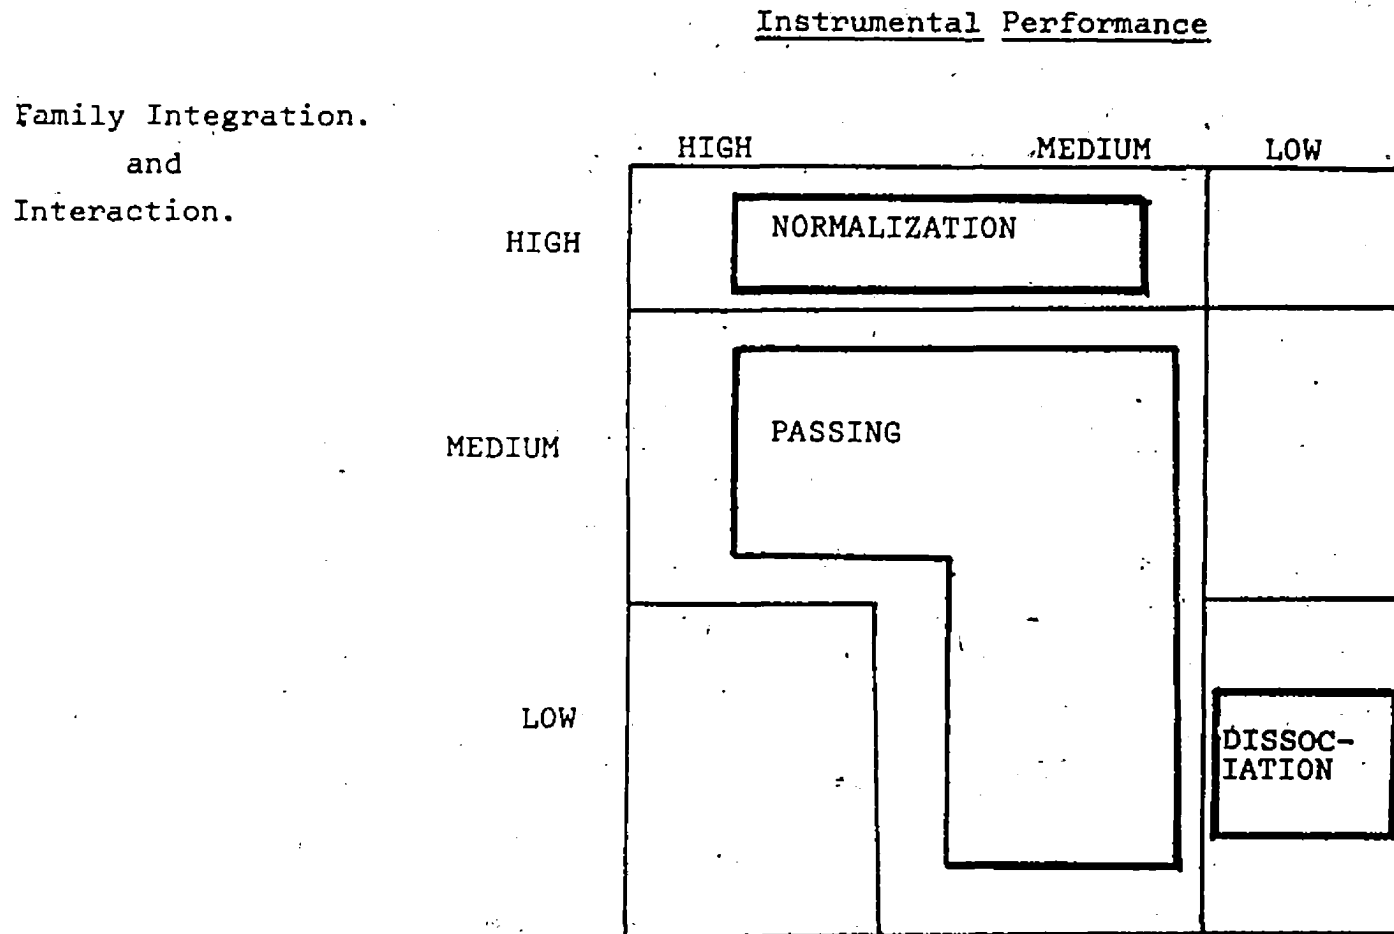 Instrumental Performance
Family Integration.
and
Interaction.
HIGH MEDIUM LOW
HIGH
NORMALIZATION
MEDIUM
PASSING
LOW
DISSOC-
IATION